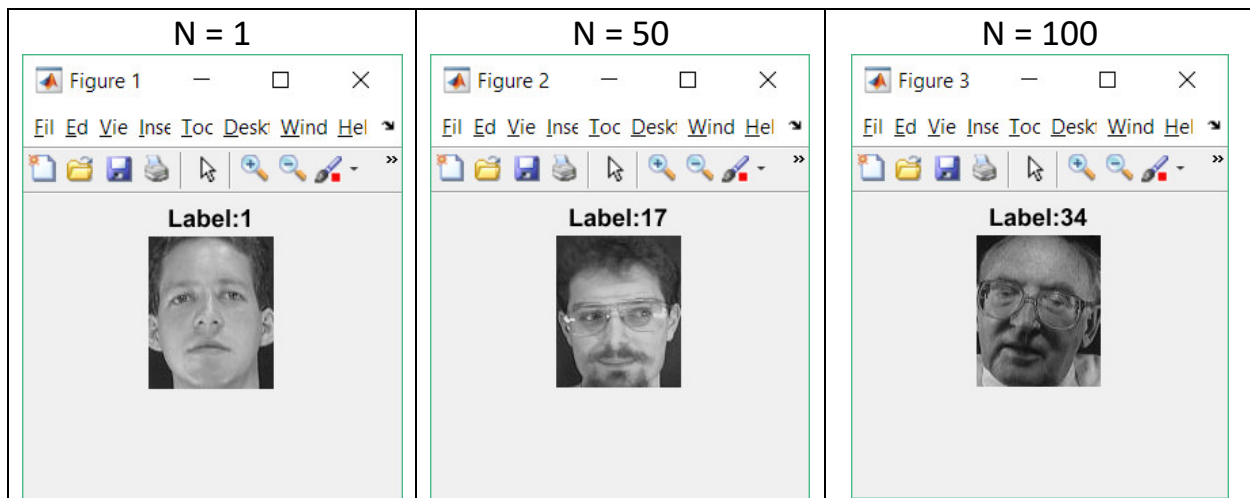 N = 1
N = 50
N = 100
Figure 1
Figure 2
Figure 3
Fil Ed Vie Inse Toc Deskt Wind Hel
Fil Ed Vie Inse Toc Deskt Wind Hel
Fil Ed Vie Inse Toc Deskt Wind Hel
Label:1
Label:17
Label:34